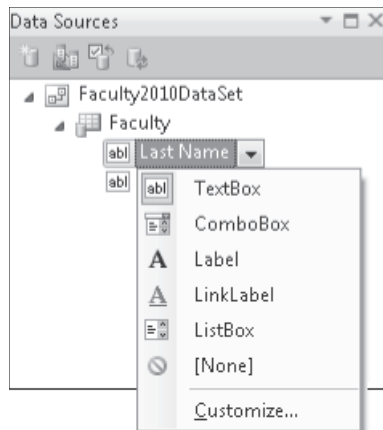 Data Sources
Faculty2010DataSet
Faculty
abl Last Name
abl
abl TextBox
ComboBox
A Label
A LinkLabel
ListBox
[None]
Customize...